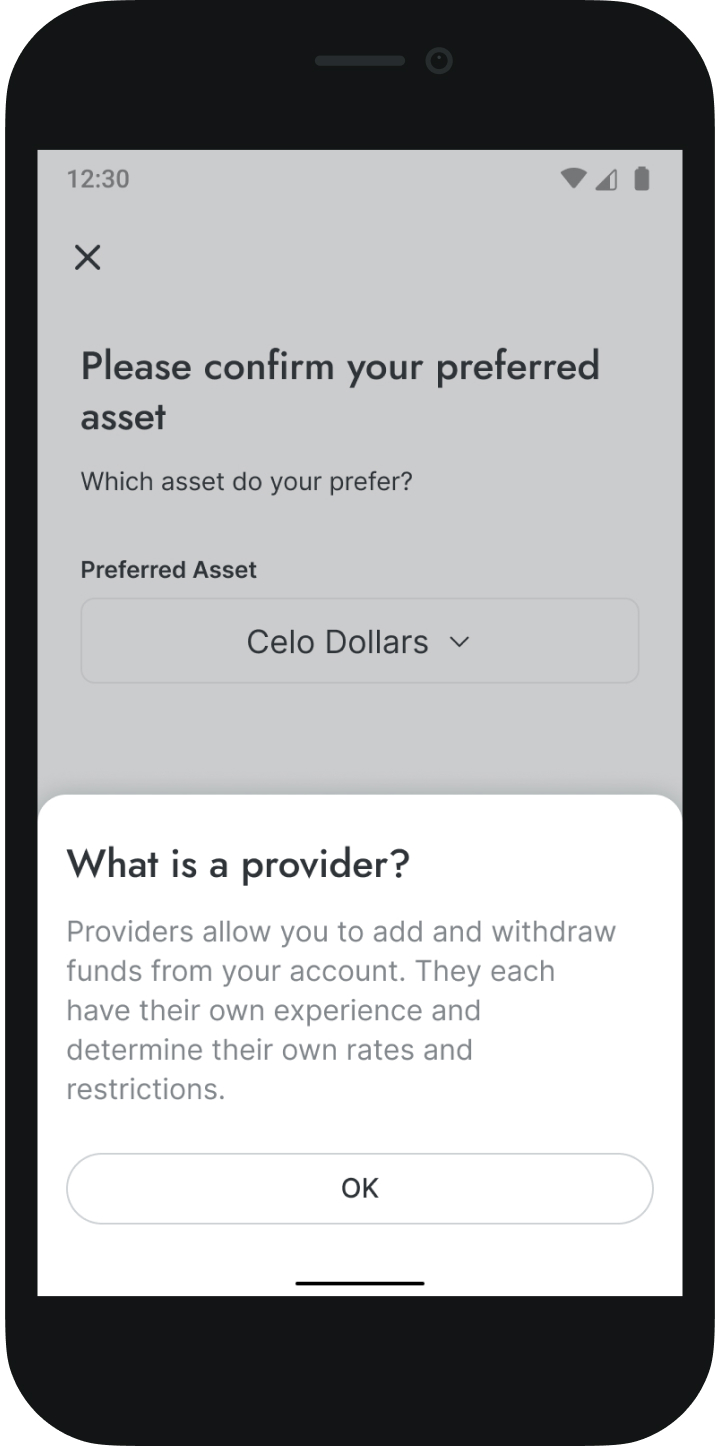 12:30
Please confirm your preferred
asset
Which asset do your prefer?
Preferred Asset
Celo Dollars
What is a provider?
Providers allow you to add and withdraw
funds from your account. They each
have their own experience and
determine their own rates and
restrictions.
OK